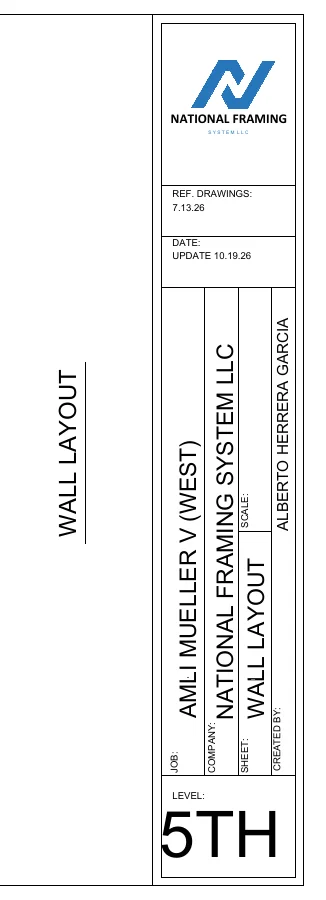 WALL LAYOUT
NATIONAL FRAMING
SYSTEM LLC
REF. DRAWINGS:
7.13.26
DATE:
UPDATE 10.19.26
JOB:
AMLI MUELLER V (WEST)
COMPANY:
NATIONAL FRAMING SYSTEM LLC
SHEET:
WALL LAYOUT
SCALE:
CREATED BY:
ALBERTO HERRERA GARCIA
LEVEL:
5TH